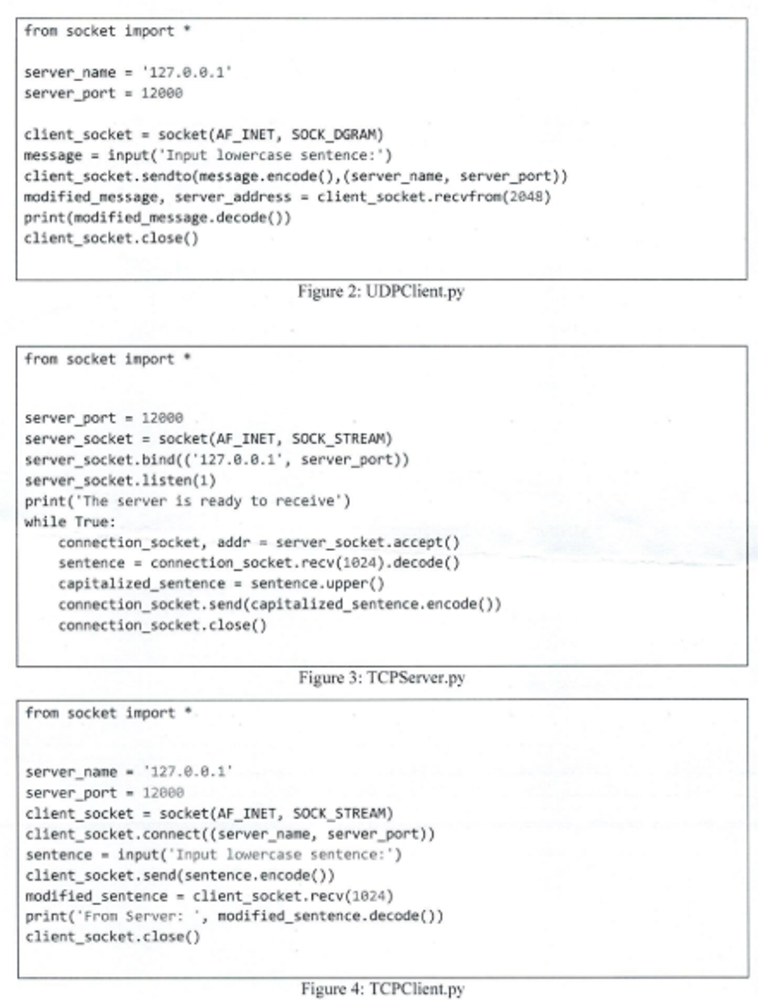 from socket import *
server_name = '127.0.0.1'
server_port = 12000
client_socket = socket(AF_INET, SOCK_DGRAM)
message = input('Input lowercase sentence:')
client_socket.sendto(message.encode(),(server_name, server_port))
modified_message, server_address = client_socket.recvfrom(2048)
print(modified_message.decode())
client_socket.close()
Figure 2: UDPClient.py
from socket import *
server_port = 12000
server_socket = socket(AF_INET, SOCK_STREAM)
server_socket.bind(('127.0.0.1', server_port))
server_socket.listen(1)
print('The server is ready to receive')
while True:
    connection_socket, addr = server_socket.accept()
    sentence = connection_socket.recv(1024).decode()
    capitalized_sentence = sentence.upper()
    connection_socket.send(capitalized_sentence.encode())
    connection_socket.close()
Figure 3: TCPServer.py
from socket import *
server_name = '127.0.0.1'
server_port = 12000
client_socket = socket(AF_INET, SOCK_STREAM)
client_socket.connect((server_name, server_port))
sentence = input('Input lowercase sentence:')
client_socket.send(sentence.encode())
modified_sentence = client_socket.recv(1024)
print('From Server: ', modified_sentence.decode())
client_socket.close()
Figure 4: TCPClient.py